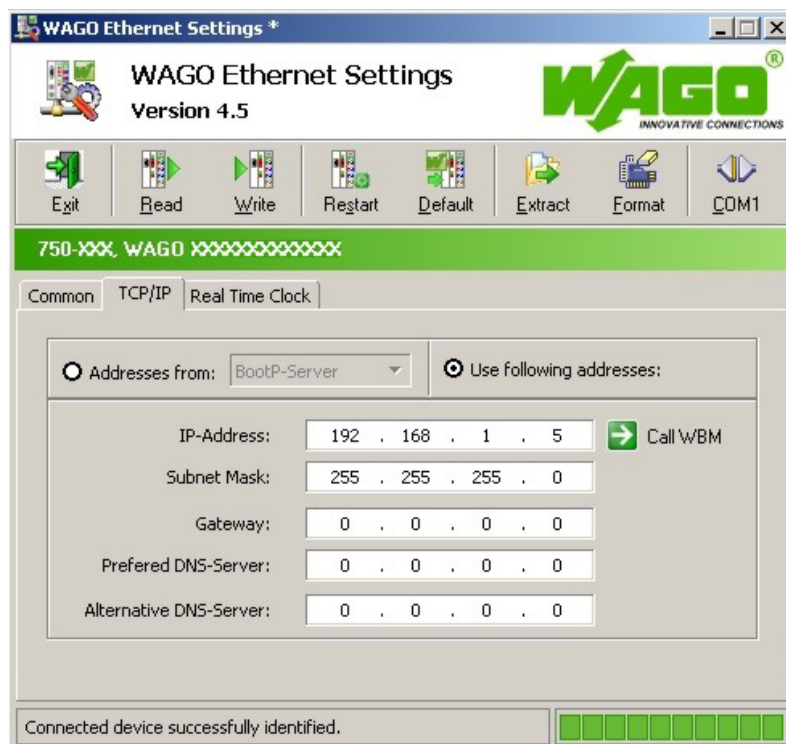 WAGO Ethernet Settings *
WAGO Ethernet Settings
Version 4.5
WAGO®
INNOVATIVE CONNECTIONS
Exit Read Write Restart Default Extract Format COM1
750-XXX, WAGO XXXXXXXXXXXXX
Common TCP/IP Real Time Clock
Addresses from: BootP-Server Use following addresses:
IP-Address: 192 . 168 . 1 . 5 Call WBM
Subnet Mask: 255 . 255 . 255 . 0
Gateway: 0 . 0 . 0 . 0
Prefered DNS-Server: 0 . 0 . 0 . 0
Alternative DNS-Server: 0 . 0 . 0 . 0
Connected device successfully identified.